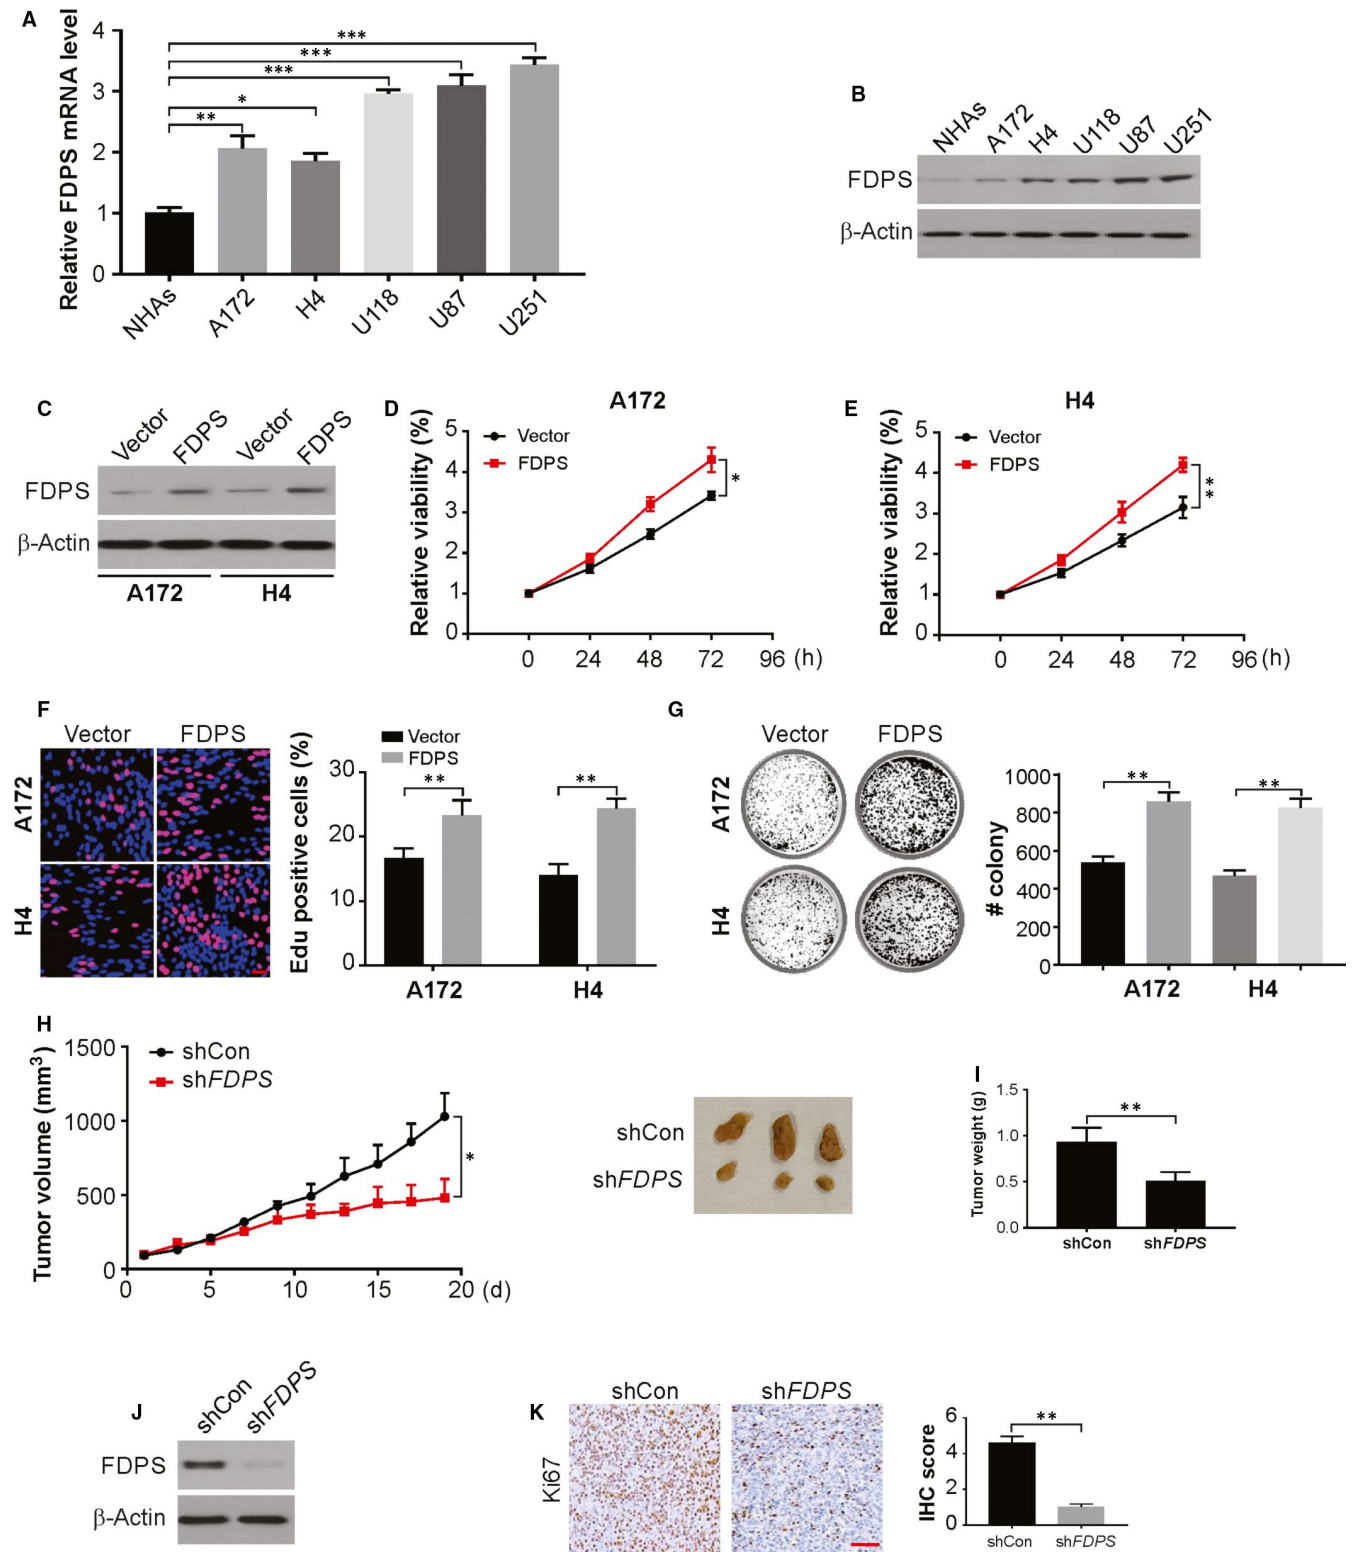 A
Relative FDPS mRNA level
4
3
2
1
0
***
***
***
*
**
NHAs
A172
H4
U118
U87
U251
B
NHAs
A172
H4
U118
U87
U251
FDPS
β-Actin
C
Vector
FDPS
Vector
FDPS
FDPS
β-Actin
A172
H4
D
A172
Relative viability (%)
5
4
3
2
1
0
Vector
FDPS
*
0 24 48 72 96 (h)
E
H4
Relative viability (%)
5
4
3
2
1
0
Vector
FDPS
**
0 24 48 72 96 (h)
F
Vector
FDPS
A172
H4
Edu positive cells (%)
Vector
FDPS
30
20
10
0
**
**
A172
H4
G
Vector
FDPS
A172
H4
# colony
1000
800
600
400
200
0
**
**
A172
H4
H
Tumor volume (mm³)
1500
1000
500
0
shCon
shFDPS
*
0 5 10 15 20 (d)
shCon
shFDPS
I
Tumor weight (g)
1.5
1.0
0.5
0.0
**
shCon
shFDPS
J
shCon
shFDPS
FDPS
β-Actin
K
shCon
shFDPS
Ki67
IHC score
6
4
2
0
**
shCon
shFDPS